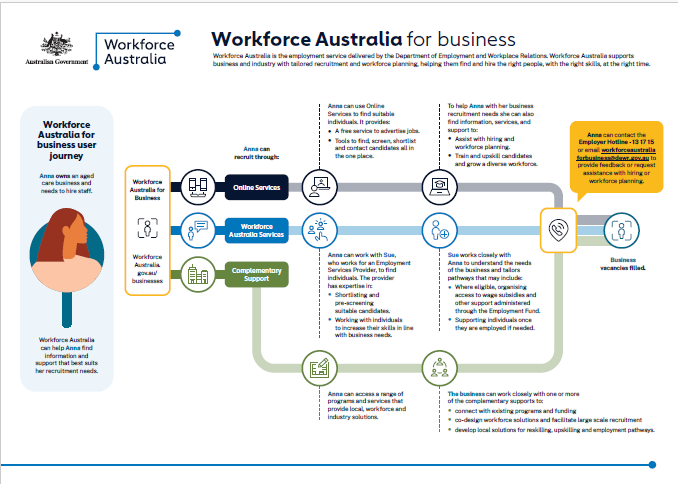 Australian Government
Workforce
Australia
Workforce Australia for business
Workforce Australia is the employment service delivered by the Department of Employment and Workplace Relations. Workforce Australia supports
business and industry with tailored recruitment and workforce planning, helping them find and hire the right people, with the right skills, at the right time.
Workforce
Australia for
business user
journey
Anna owns an aged
care business and
needs to hire staff.
Workforce Australia
can help Anna find
information and
support that best suits
her recruitment needs.
Workforce
Australia for
Business
Workforce
Australia.
gov.au/
businesses
Anna can
recruit through:
Online Services
Workforce
Australia Services
Complementary
Support
Anna can use Online
Services to find suitable
individuals. It provides:
• A free service to advertise jobs.
• Tools to find, screen, shortlist
and contact candidates all in
the one place.
To help Anna with her business
recruitment needs she can also
find information, services, and
support to:
• Assist with hiring and
workforce planning.
• Train and upskill candidates
and grow a diverse workforce.
Anna can contact the
Employer Hotline - 13 17 15
or email workforceaustralia
forbusiness@dewr.gov.au to
provide feedback or request
assistance with hiring or
workforce planning.
Anna can work with Sue,
who works for an Employment
Services Provider, to find
individuals. The provider
has expertise in:
• Shortlisting and
pre-screening
suitable candidates.
• Working with individuals
to increase their skills in line
with business needs.
Sue works closely with
Anna to understand the needs
of the business and tailors
pathways that may include:
• Where eligible, organising
access to wage subsidies and
other support administered
through the Employment Fund.
• Supporting individuals once
they are employed if needed.
Business
vacancies filled.
Anna can access a range of
programs and services that
provide local, workforce and
industry solutions.
The business can work closely with one or more
of the complementary supports to:
• connect with existing programs and funding
• co-design workforce solutions and facilitate large scale recruitment
• develop local solutions for reskilling, upskilling and employment pathways.